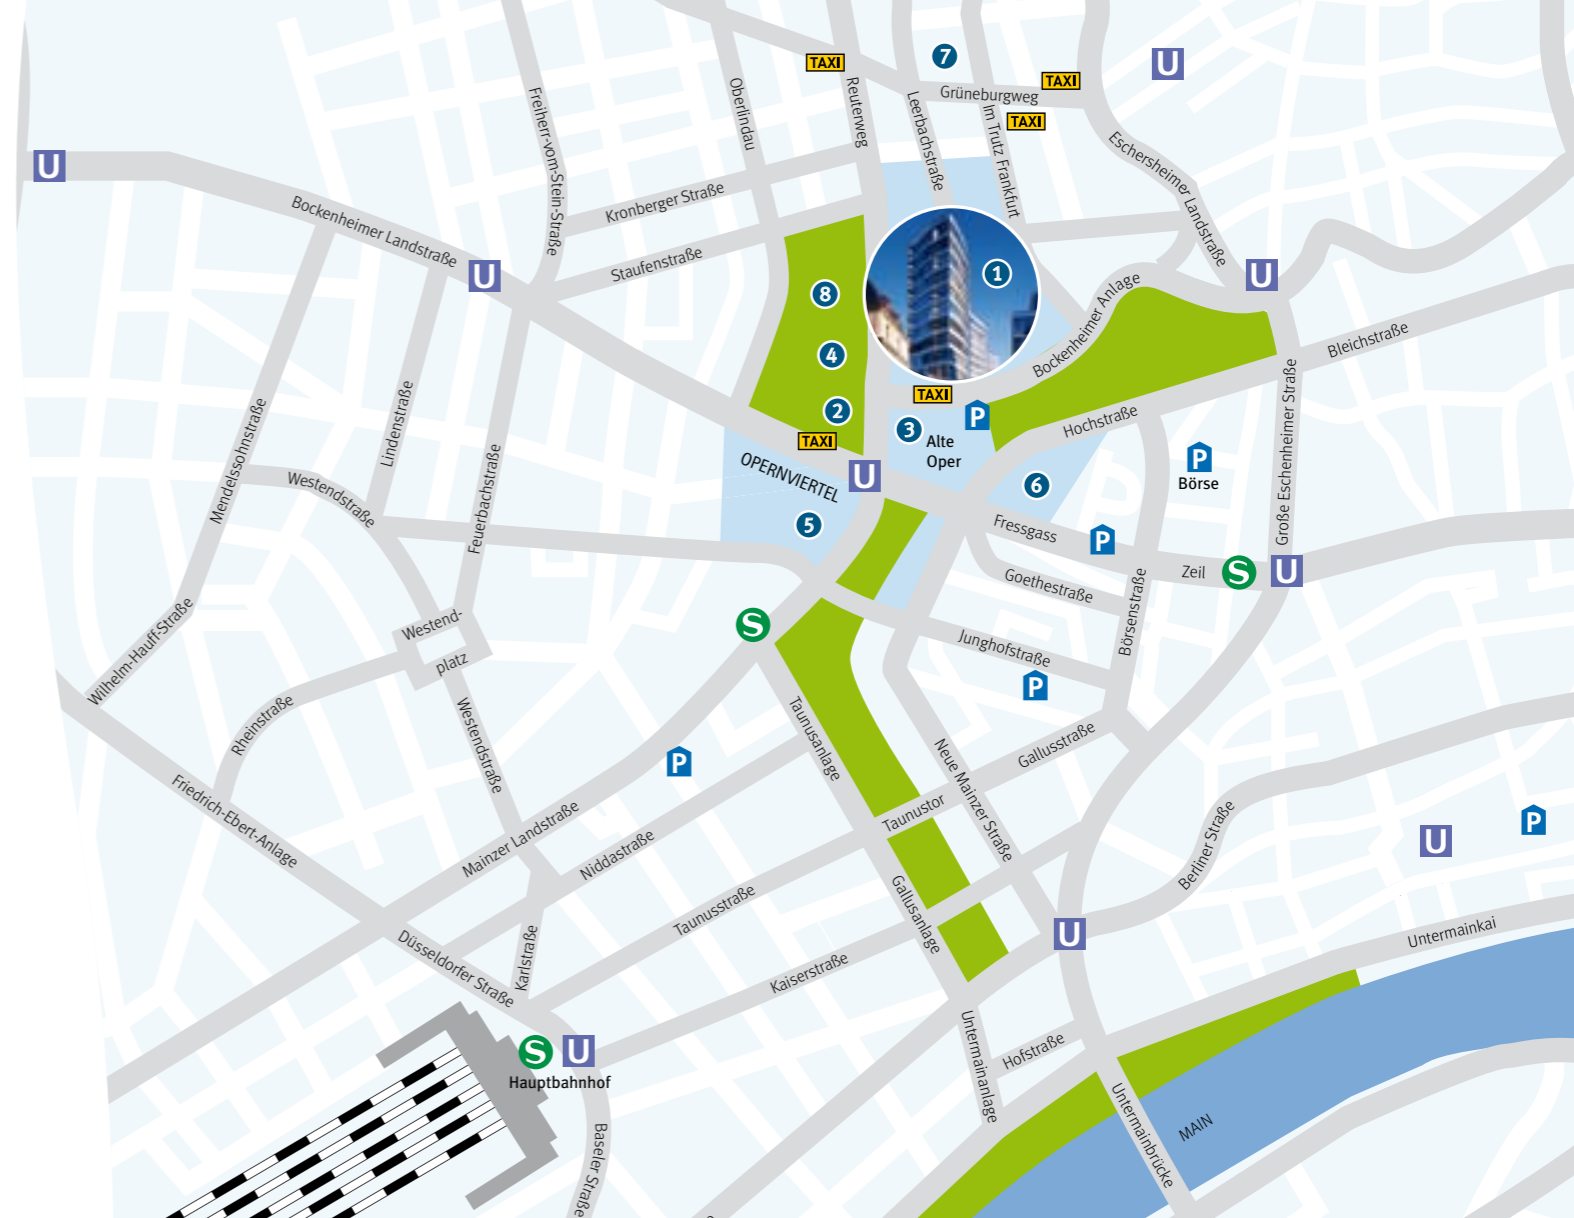 7
U
TAXI
TAXI
Grüneburgweg
TAXI
Oberlindau
Reuterweg
Leerbachstraße
Im Trutz Frankfurt
Freiherr-vom-Stein-Straße
Eschersheimer Landstraße
U
Kronberger Straße
Bockenheimer Landstraße
Staufenstraße
U
1
U
8
Bockenheimer Anlage
4
Bleichstraße
TAXI
2
P
3
Alte
Oper
Hochstraße
TAXI
Große Eschenheimer Straße
Mendelssohnstraße
Lindenstraße
Feuerbachstraße
OPERNVIERTEL
U
6
P
Börse
Westendstraße
5
Fressgass
P
Zeil
S
U
Goethestraße
Börsenstraße
S
Westend-
platz
Junghofstraße
P
Wilhelm-Hauff-Straße
Rheinstraße
Westendstraße
Taunusanlage
P
Neue Mainzer Straße
Gallusstraße
Friedrich-Ebert-Anlage
Mainzer Landstraße
Niddastraße
Taunustor
Berliner Straße
U
P
Taunusstraße
Gallusanlage
U
Untermainkai
Düsseldorfer Straße
Karlstraße
Kaiserstraße
S
U
Hauptbahnhof
Untermainanlage
Hofstraße
Untermainbrücke
MAIN
Baseler Straße